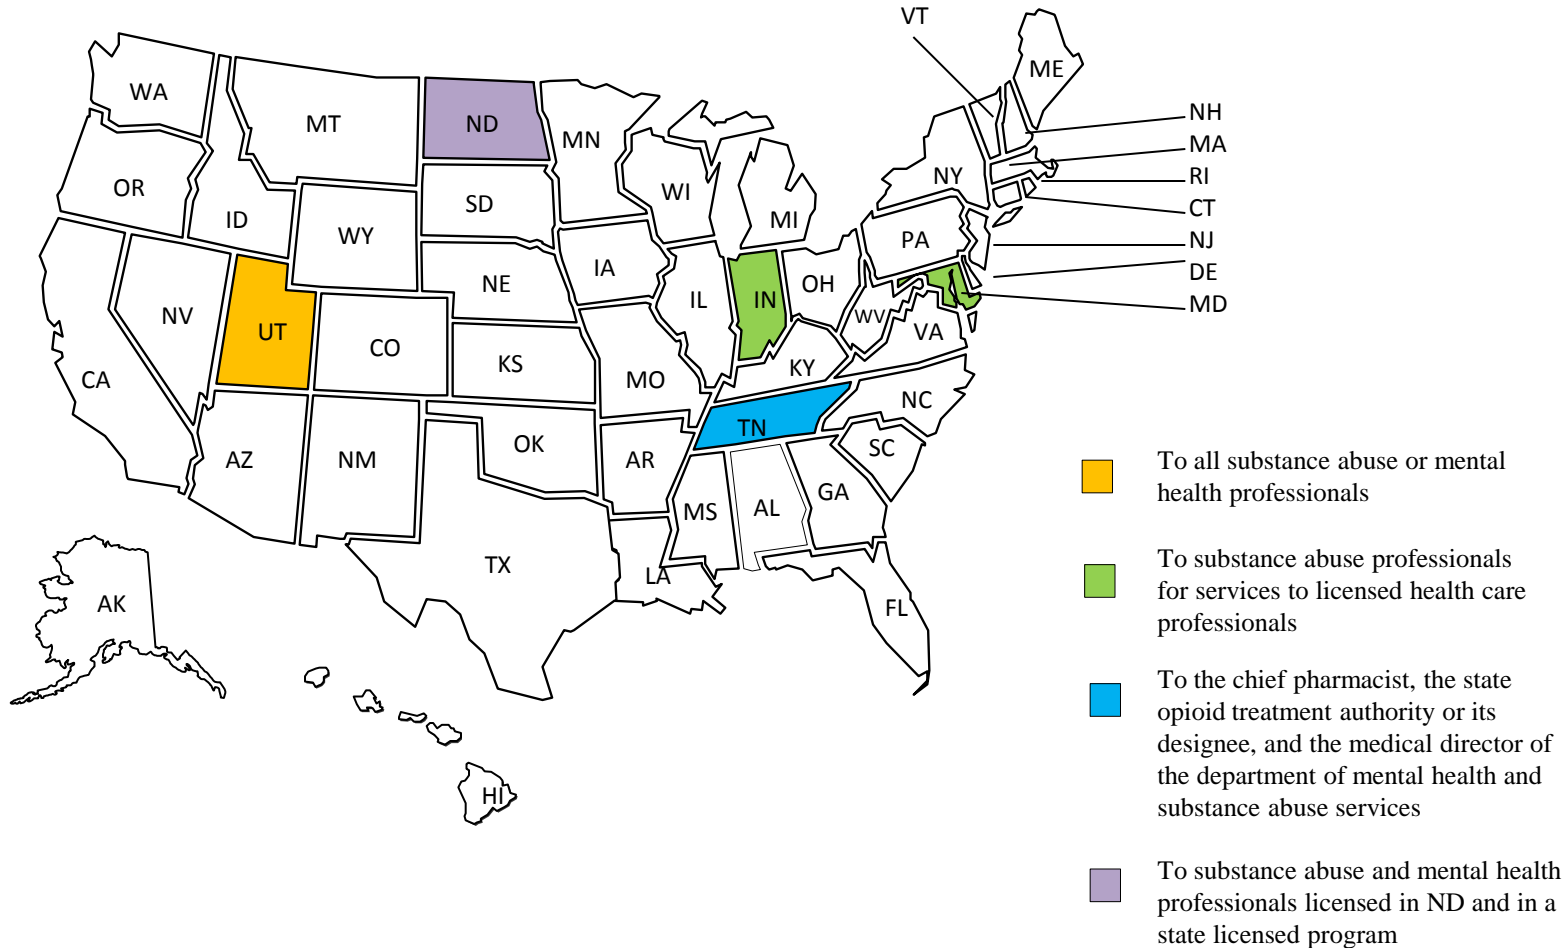 VT
ME
WA
NH
MT
ND
MN
MA
OR
ID
SD
WI
NY
RI
MI
CT
WY
PA
NJ
IA
NE
OH
DE
IL
IN
MD
NV
UT
WV
VA
CO
KS
KY
CA
MO
NC
TN
OK
SC
AZ
NM
AR
GA
MS
AL
TX
LA
FL
AK
HI
To all substance abuse or mental
health professionals
To substance abuse professionals
for services to licensed health care
professionals
To the chief pharmacist, the state
opioid treatment authority or its
designee, and the medical director of
the department of mental health and
substance abuse services
To substance abuse and mental health
professionals licensed in ND and in a
state licensed program